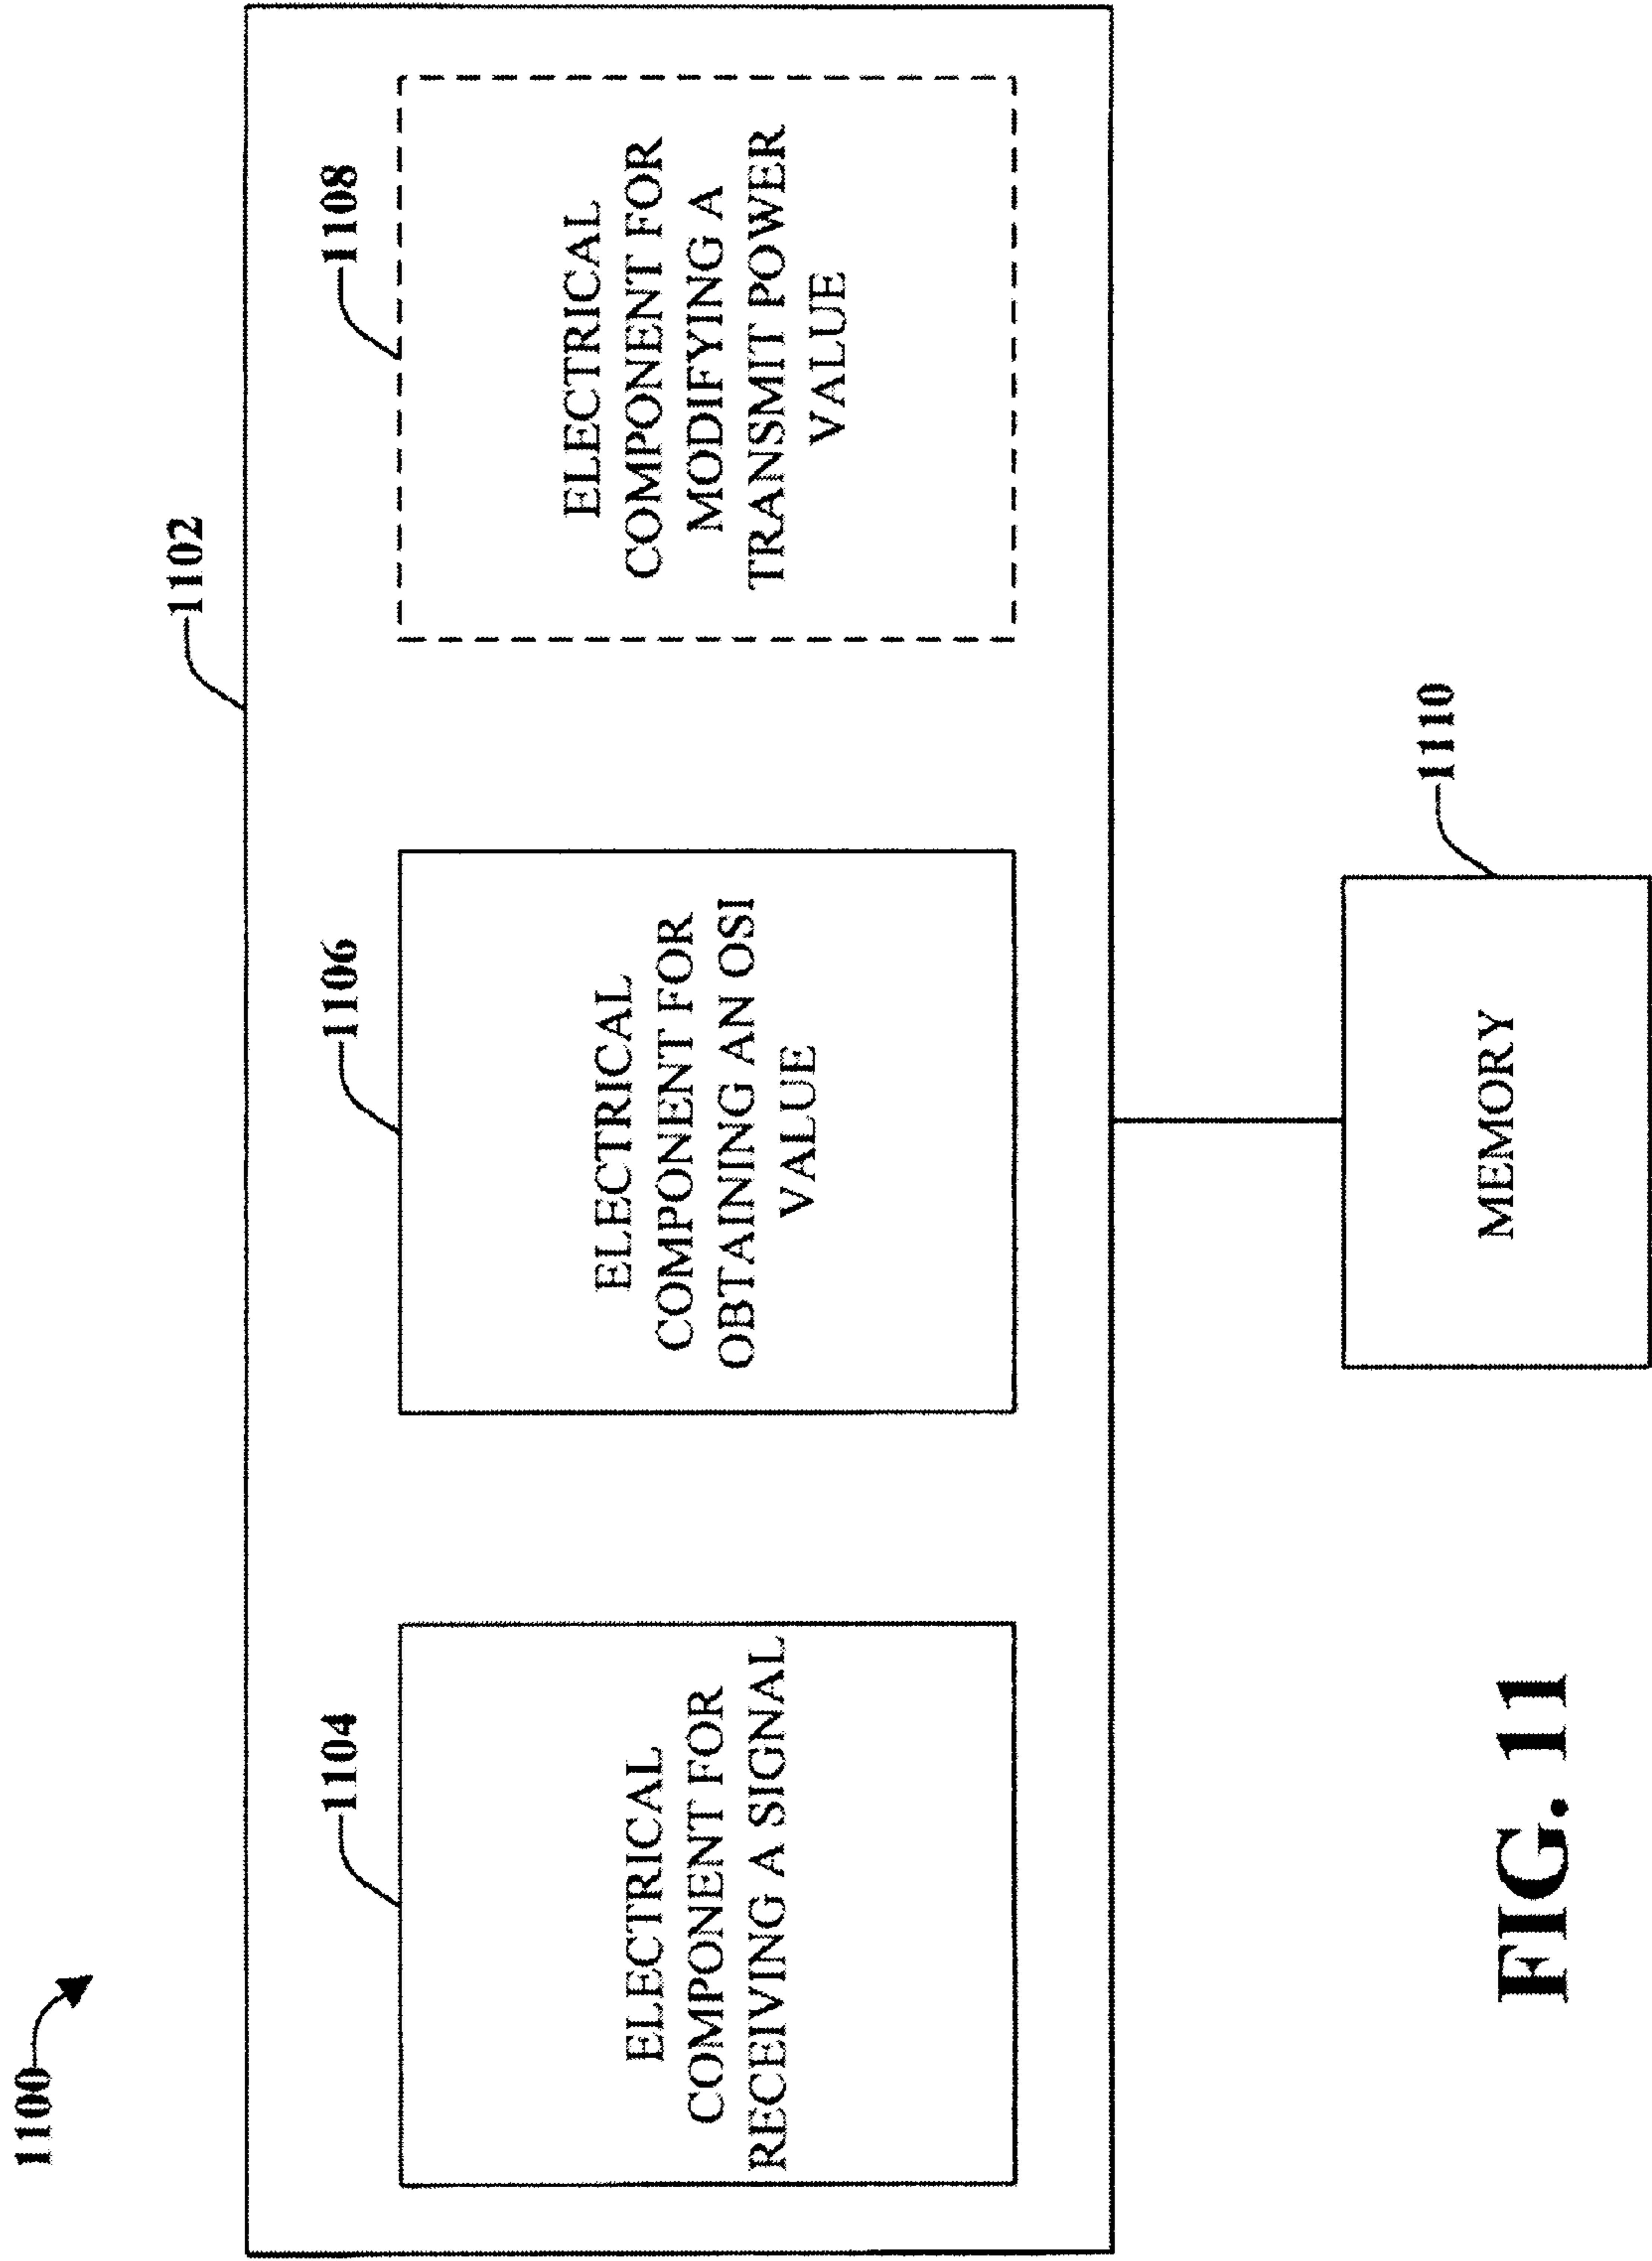 1100
1102
1104
ELECTRICAL
COMPONENT FOR
RECEIVING A SIGNAL
1106
ELECTRICAL
COMPONENT FOR
OBTAINING AN OSI
VALUE
1108
ELECTRICAL
COMPONENT FOR
MODIFYING A
TRANSMIT POWER
VALUE
1110
MEMORY
FIG. 11